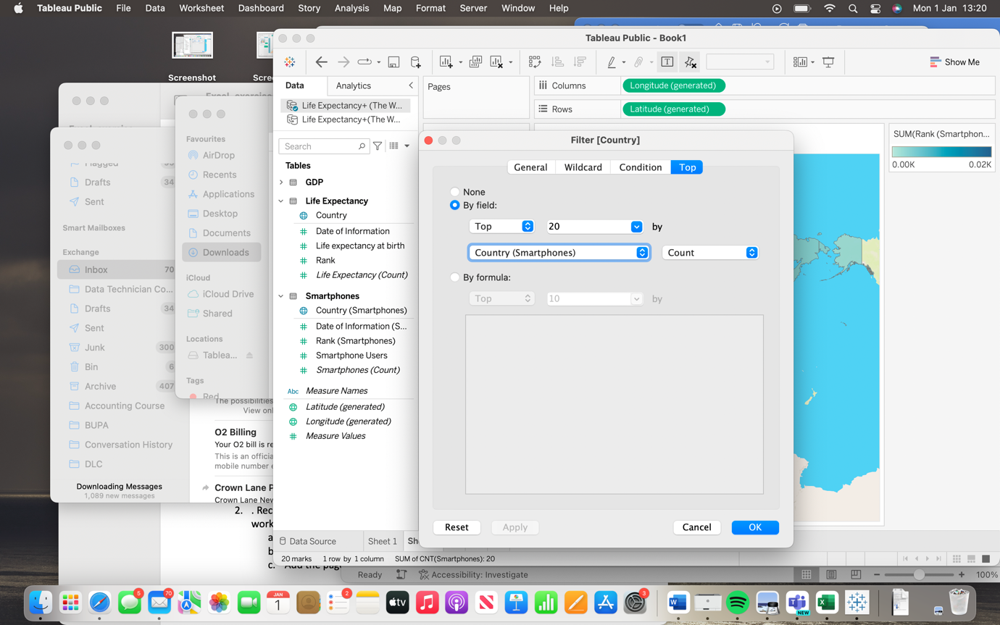 Tableau Public File Data Worksheet Dashboard Story Analysis Map Format Server Window Help Mon 1 Jan 13:20
Screenshot
Tableau Public - Book1
Show Me
Data Analytics
Pages
Columns Longitude (generated)
Rows Latitude (generated)
Life Expectancy+ (The W...
Life Expectancy+(The W...
Search
Tables
GDP
Life Expectancy
Country
Date of Information
Life expectancy at birth
Rank
Life Expectancy (Count)
Smartphones
Country (Smartphones)
Date of Information (S...
Rank (Smartphones)
Smartphone Users
Smartphones (Count)
Abc Measure Names
Latitude (generated)
Longitude (generated)
Measure Values
Filter [Country]
General Wildcard Condition Top
None
By field:
Top 20 by
Country (Smartphones) Count
By formula:
Top 10 by
Reset Apply Cancel OK
SUM(Rank (Smartphon...
0.00K 0.02K
Data Source Sheet 1
20 marks 1 row by 1 column SUM of CNT(Smartphones): 20
Ready Accessibility: Investigate 100%
Favourites
AirDrop
Recents
Applications
Desktop
Documents
Downloads
iCloud
iCloud Drive
Shared
Locations
Tablea...
Tags
Red
Drafts 34
Sent
Smart Mailboxes
Exchange
Inbox 70
Data Technician Co...
Drafts 34
Sent
Junk 300
Bin 6
Archive 407
Accounting Course
BUPA
Conversation History
DLC
Downloading Messages
1,089 new messages
The possibilities
View onl
O2 Billing
Your O2 bill is re
This is an officia
mobile number e
Crown Lane P
Crown Lane New
2. . Rec
work
a
b
c. Add the page
5
70
JAN
1
2
tv
3
NEW